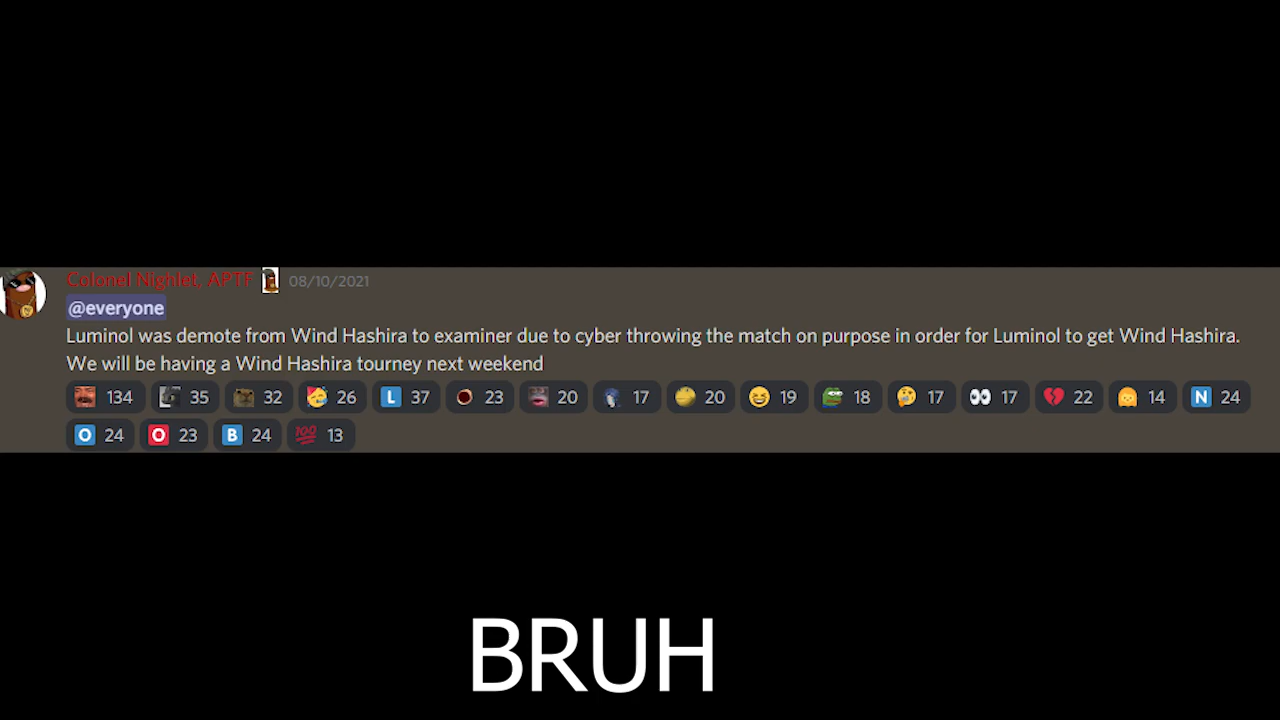 Colonel Nighlet, APTF 08/10/2021
@everyone
Luminol was demote from Wind Hashira to examiner due to cyber throwing the match on purpose in order for Luminol to get Wind Hashira.
We will be having a Wind Hashira tourney next weekend
134 35 32 26 L 37 23 20 17 20 19 18 17 17 22 14 N 24
O 24 O 23 B 24 100 13
BRUH